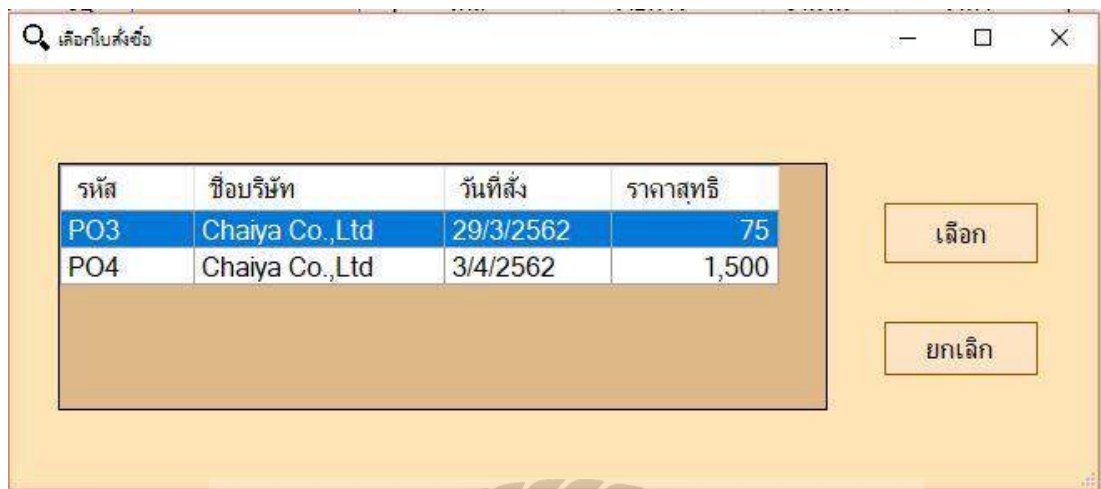 เลือกใบสั่งซื้อ
รหัส ชื่อบริษัท วันที่สั่ง ราคาสุทธิ
PO3 Chaiya Co.,Ltd 29/3/2562 75
PO4 Chaiya Co.,Ltd 3/4/2562 1,500
เลือก
ยกเลิก